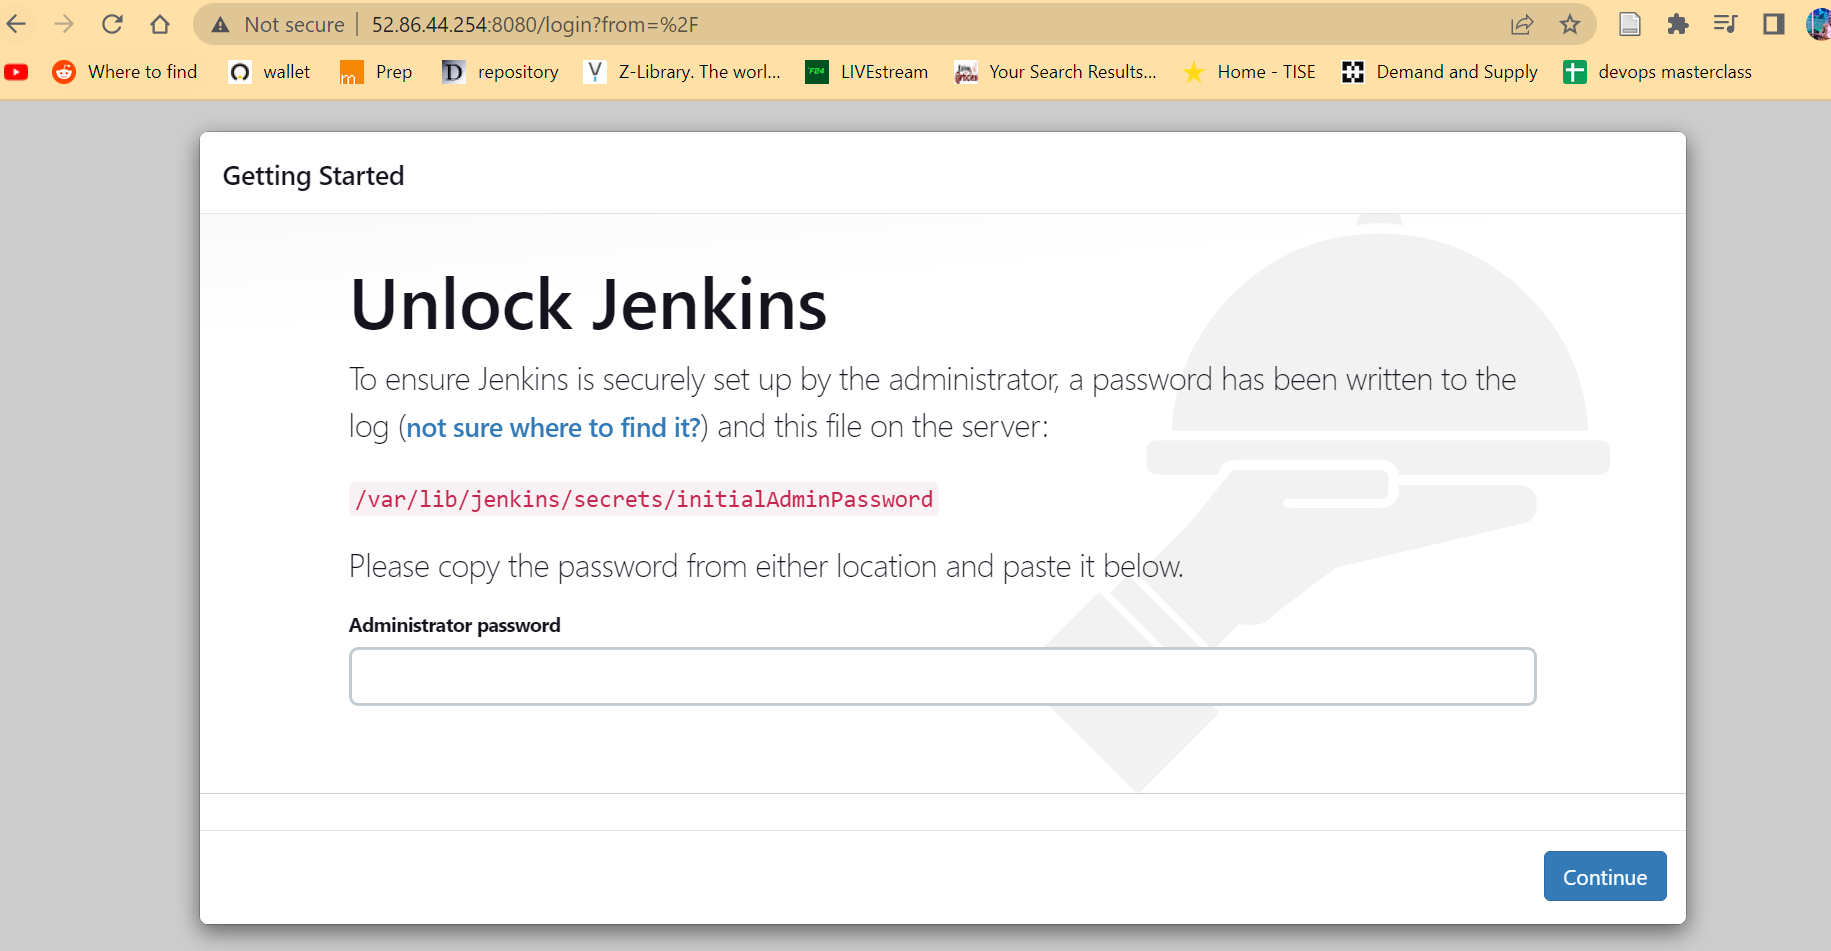 Not secure | 52.86.44.254:8080/login?from=%2F
Where to find wallet m Prep D repository Y Z-Library. The worl... F24 LIVEstream Your Search Results... Home - TISE Demand and Supply devops masterclass
Getting Started
Unlock Jenkins
To ensure Jenkins is securely set up by the administrator, a password has been written to the
log (not sure where to find it?) and this file on the server:
/var/lib/jenkins/secrets/initialAdminPassword
Please copy the password from either location and paste it below.
Administrator password
Continue